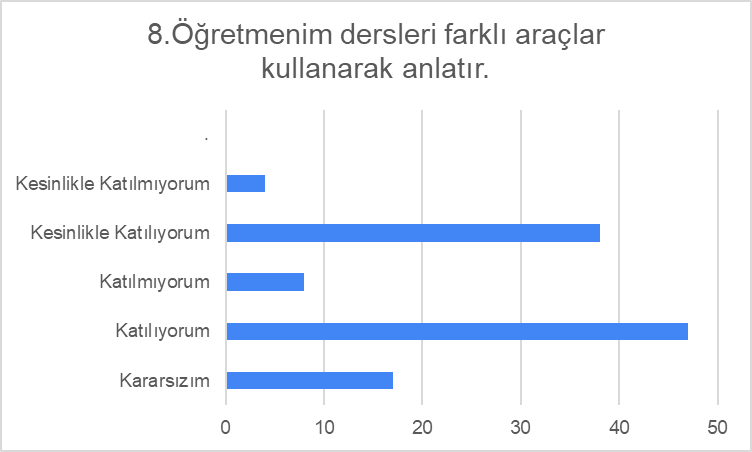 8.Öğretmenim dersleri farklı araçlar
kullanarak anlatır.
.
Kesinlikle Katılmıyorum
Kesinlikle Katılıyorum
Katılmıyorum
Katılıyorum
Kararsızım
0 10 20 30 40 50